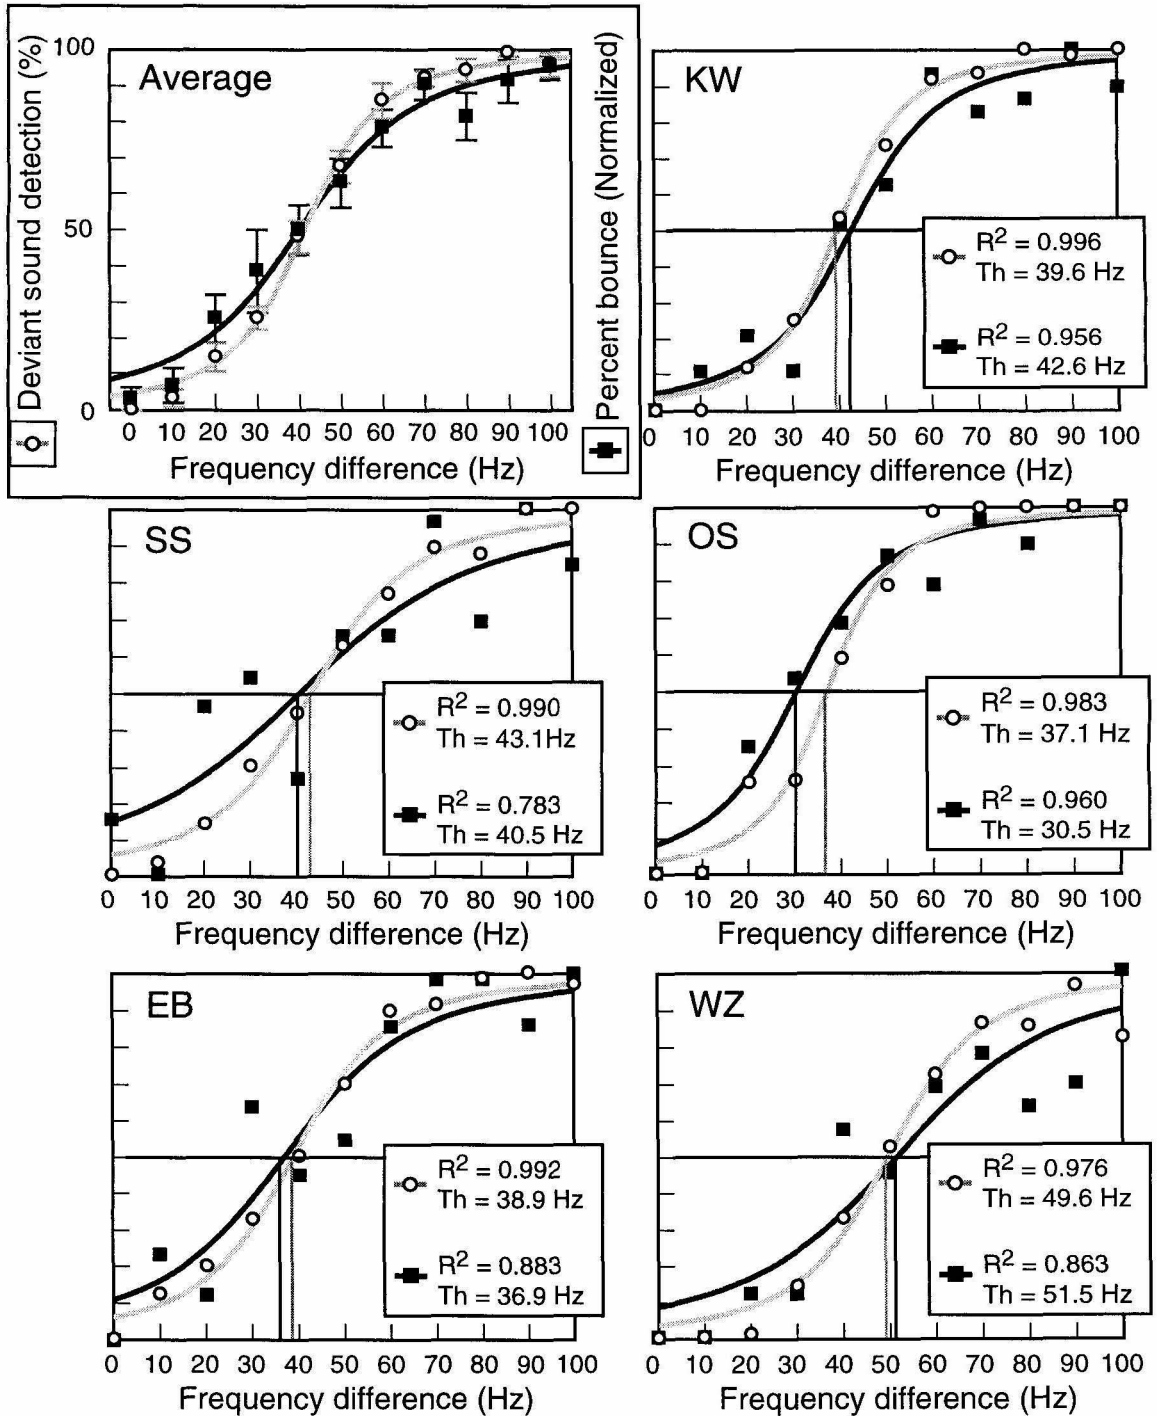 Deviant sound detection (%)
Average
100
50
0
0 10 20 30 40 50 60 70 80 90 100
Frequency difference (Hz)
Percent bounce (Normalized)
KW
R² = 0.996
Th = 39.6 Hz
R² = 0.956
Th = 42.6 Hz
0 10 20 30 40 50 60 70 80 90 100
Frequency difference (Hz)
SS
R² = 0.990
Th = 43.1Hz
R² = 0.783
Th = 40.5 Hz
0 10 20 30 40 50 60 70 80 90 100
Frequency difference (Hz)
OS
R² = 0.983
Th = 37.1 Hz
R² = 0.960
Th = 30.5 Hz
0 10 20 30 40 50 60 70 80 90 100
Frequency difference (Hz)
EB
R² = 0.992
Th = 38.9 Hz
R² = 0.883
Th = 36.9 Hz
0 10 20 30 40 50 60 70 80 90 100
Frequency difference (Hz)
WZ
R² = 0.976
Th = 49.6 Hz
R² = 0.863
Th = 51.5 Hz
0 10 20 30 40 50 60 70 80 90 100
Frequency difference (Hz)